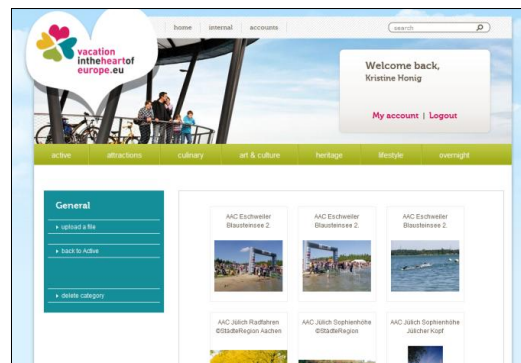 home internal accounts
search
vacation
intheheartof
europe.eu
Welcome back,
Kristine Honig
My account | Logout
active attractions culinary art & culture heritage lifestyle overnight
General
upload a file
back to Active
delete category
AAC Eschweiler
Blausteinsee 2.
AAC Eschweiler
Blausteinsee 2.
AAC Eschweiler
Blausteinsee 2.
AAC Jülich Radfahren
©StädteRegion Aachen
AAC Jülich Sophienhöhe
©StädteRegion
AAC Jülich Sophienhöhe
Jülicher Kopf